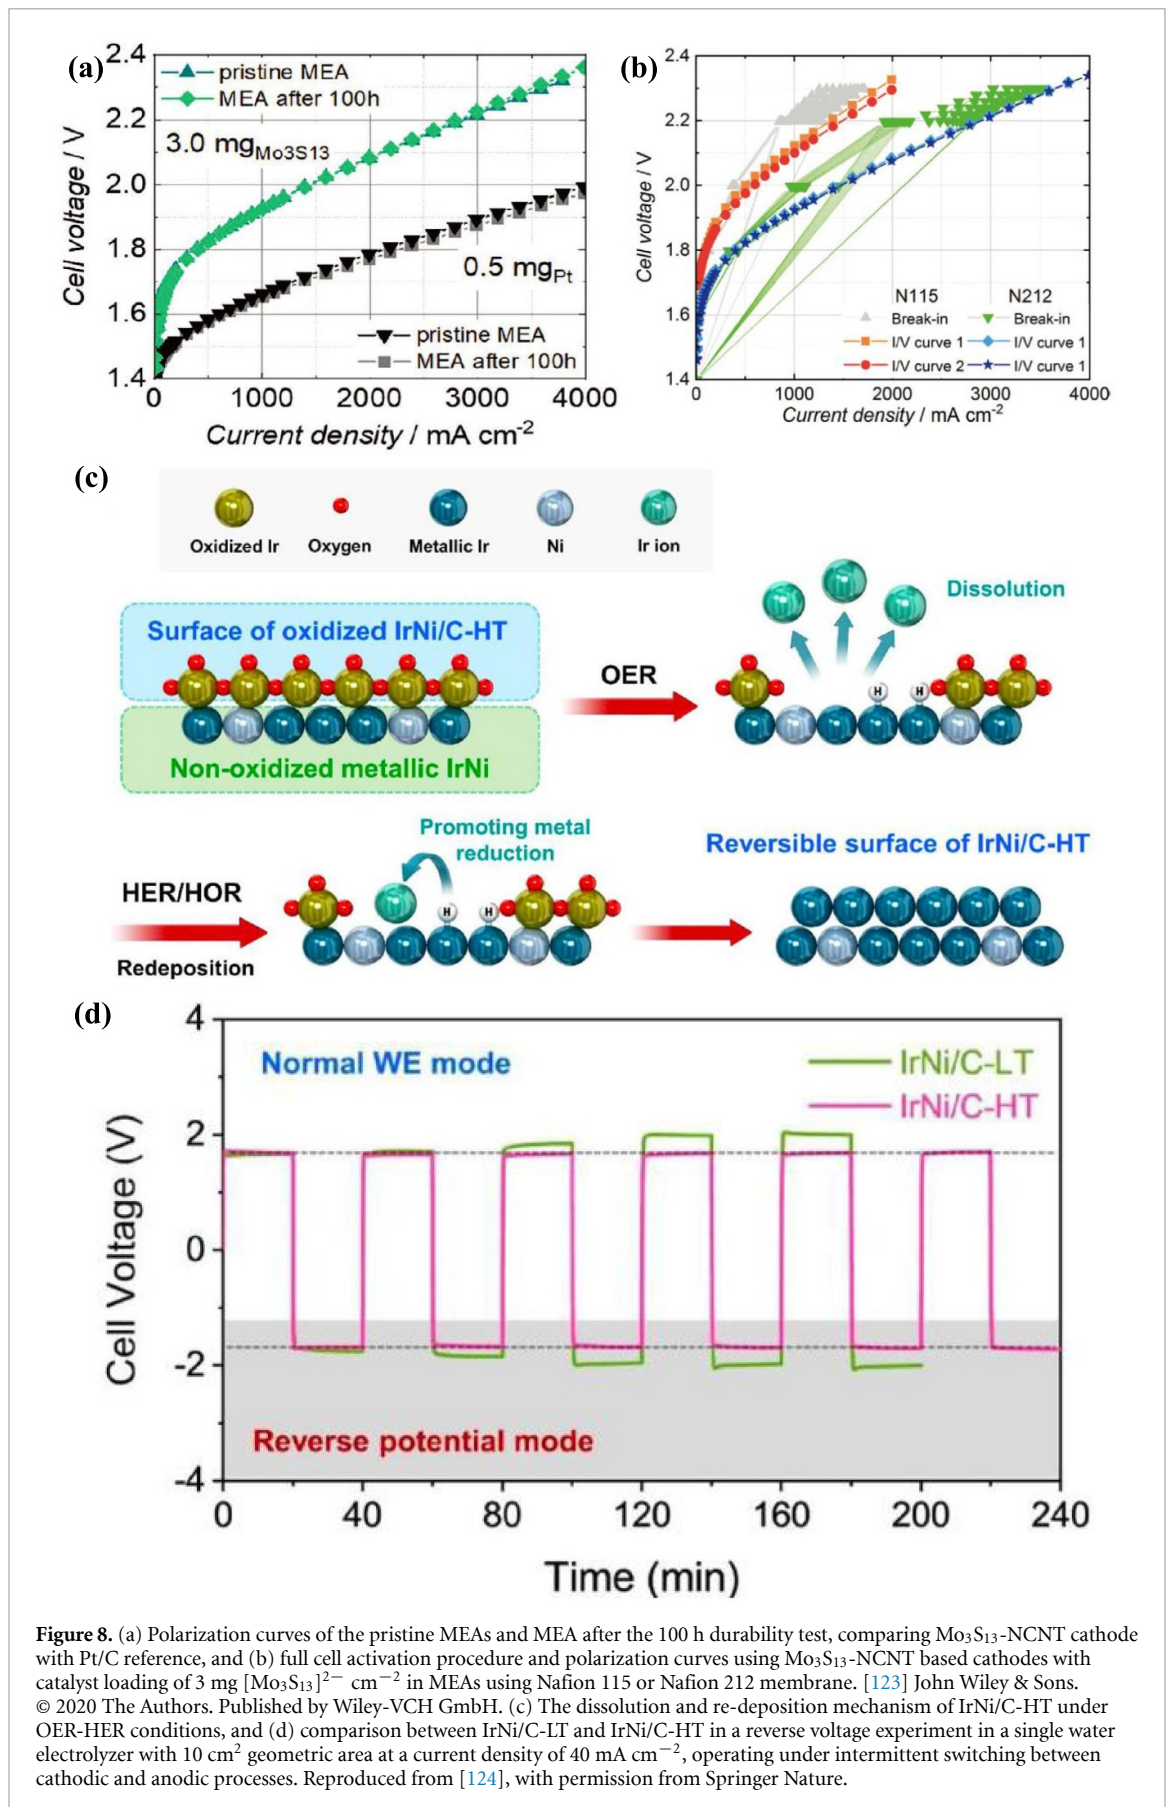 (a)
2.4
2.2
2.0
1.8
1.6
1.4
Cell voltage / V
pristine MEA
MEA after 100h
3.0 mgMo3S13
0.5 mgPt
pristine MEA
MEA after 100h
0 1000 2000 3000 4000
Current density / mA cm-2
(b)
2.4
2.2
2.0
1.8
1.6
1.4
Cell voltage / V
N115 N212
Break-in Break-in
I/V curve 1 I/V curve 1
I/V curve 2 I/V curve 1
0 1000 2000 3000 4000
Current density / mA cm-2
(c)
Oxidized Ir Oxygen Metallic Ir Ni Ir ion
Surface of oxidized IrNi/C-HT
Non-oxidized metallic IrNi
OER
Dissolution
H H
HER/HOR
Redeposition
Promoting metal
reduction
H H
Reversible surface of IrNi/C-HT
(d)
4
2
0
-2
-4
Cell Voltage (V)
Normal WE mode
IrNi/C-LT
IrNi/C-HT
Reverse potential mode
0 40 80 120 160 200 240
Time (min)
Figure 8. (a) Polarization curves of the pristine MEAs and MEA after the 100 h durability test, comparing Mo3S13-NCNT cathode
with Pt/C reference, and (b) full cell activation procedure and polarization curves using Mo3S13-NCNT based cathodes with
catalyst loading of 3 mg [Mo3S13]2− cm−2 in MEAs using Nafion 115 or Nafion 212 membrane. [123] John Wiley & Sons.
© 2020 The Authors. Published by Wiley-VCH GmbH. (c) The dissolution and re-deposition mechanism of IrNi/C-HT under
OER-HER conditions, and (d) comparison between IrNi/C-LT and IrNi/C-HT in a reverse voltage experiment in a single water
electrolyzer with 10 cm2 geometric area at a current density of 40 mA cm−2, operating under intermittent switching between
cathodic and anodic processes. Reproduced from [124], with permission from Springer Nature.